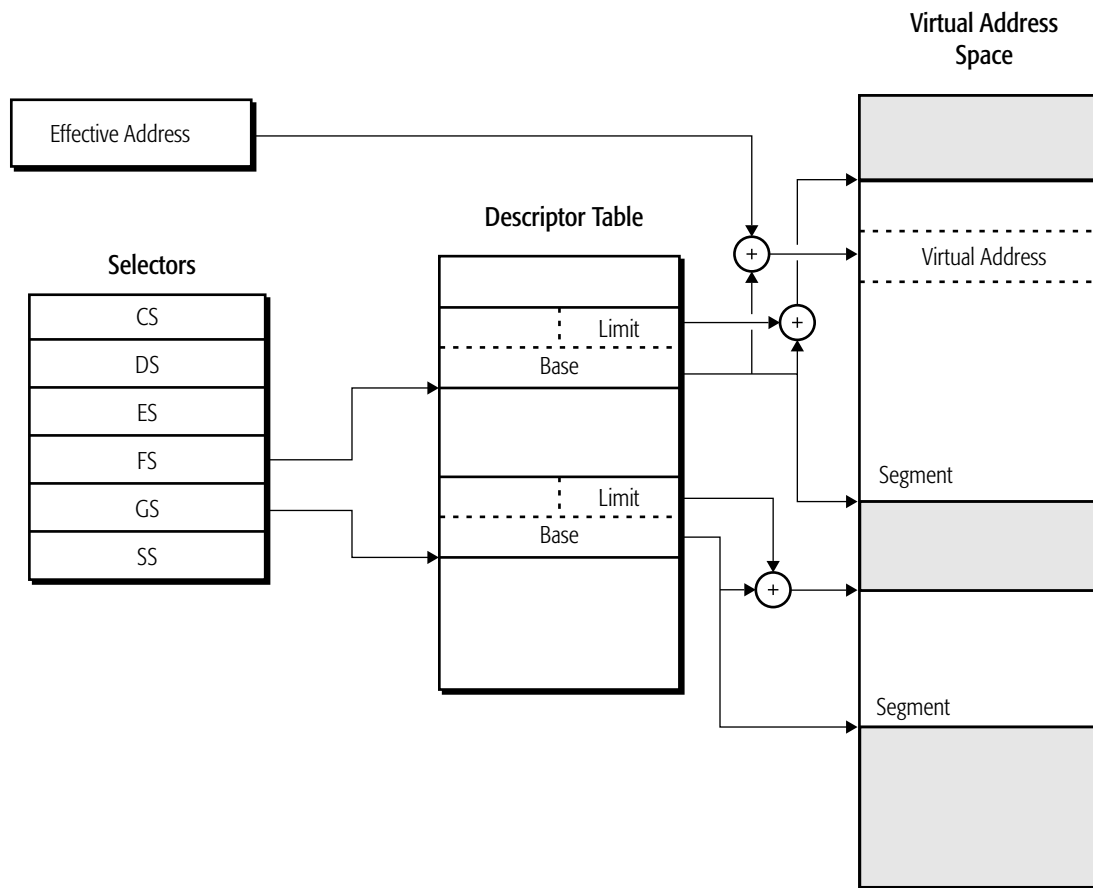 Virtual Address
Space
Effective Address
Descriptor Table
Virtual Address
Selectors
CS
Limit
DS
Base
ES
FS
Segment
GS
Limit
Base
SS
Segment
+
+
+